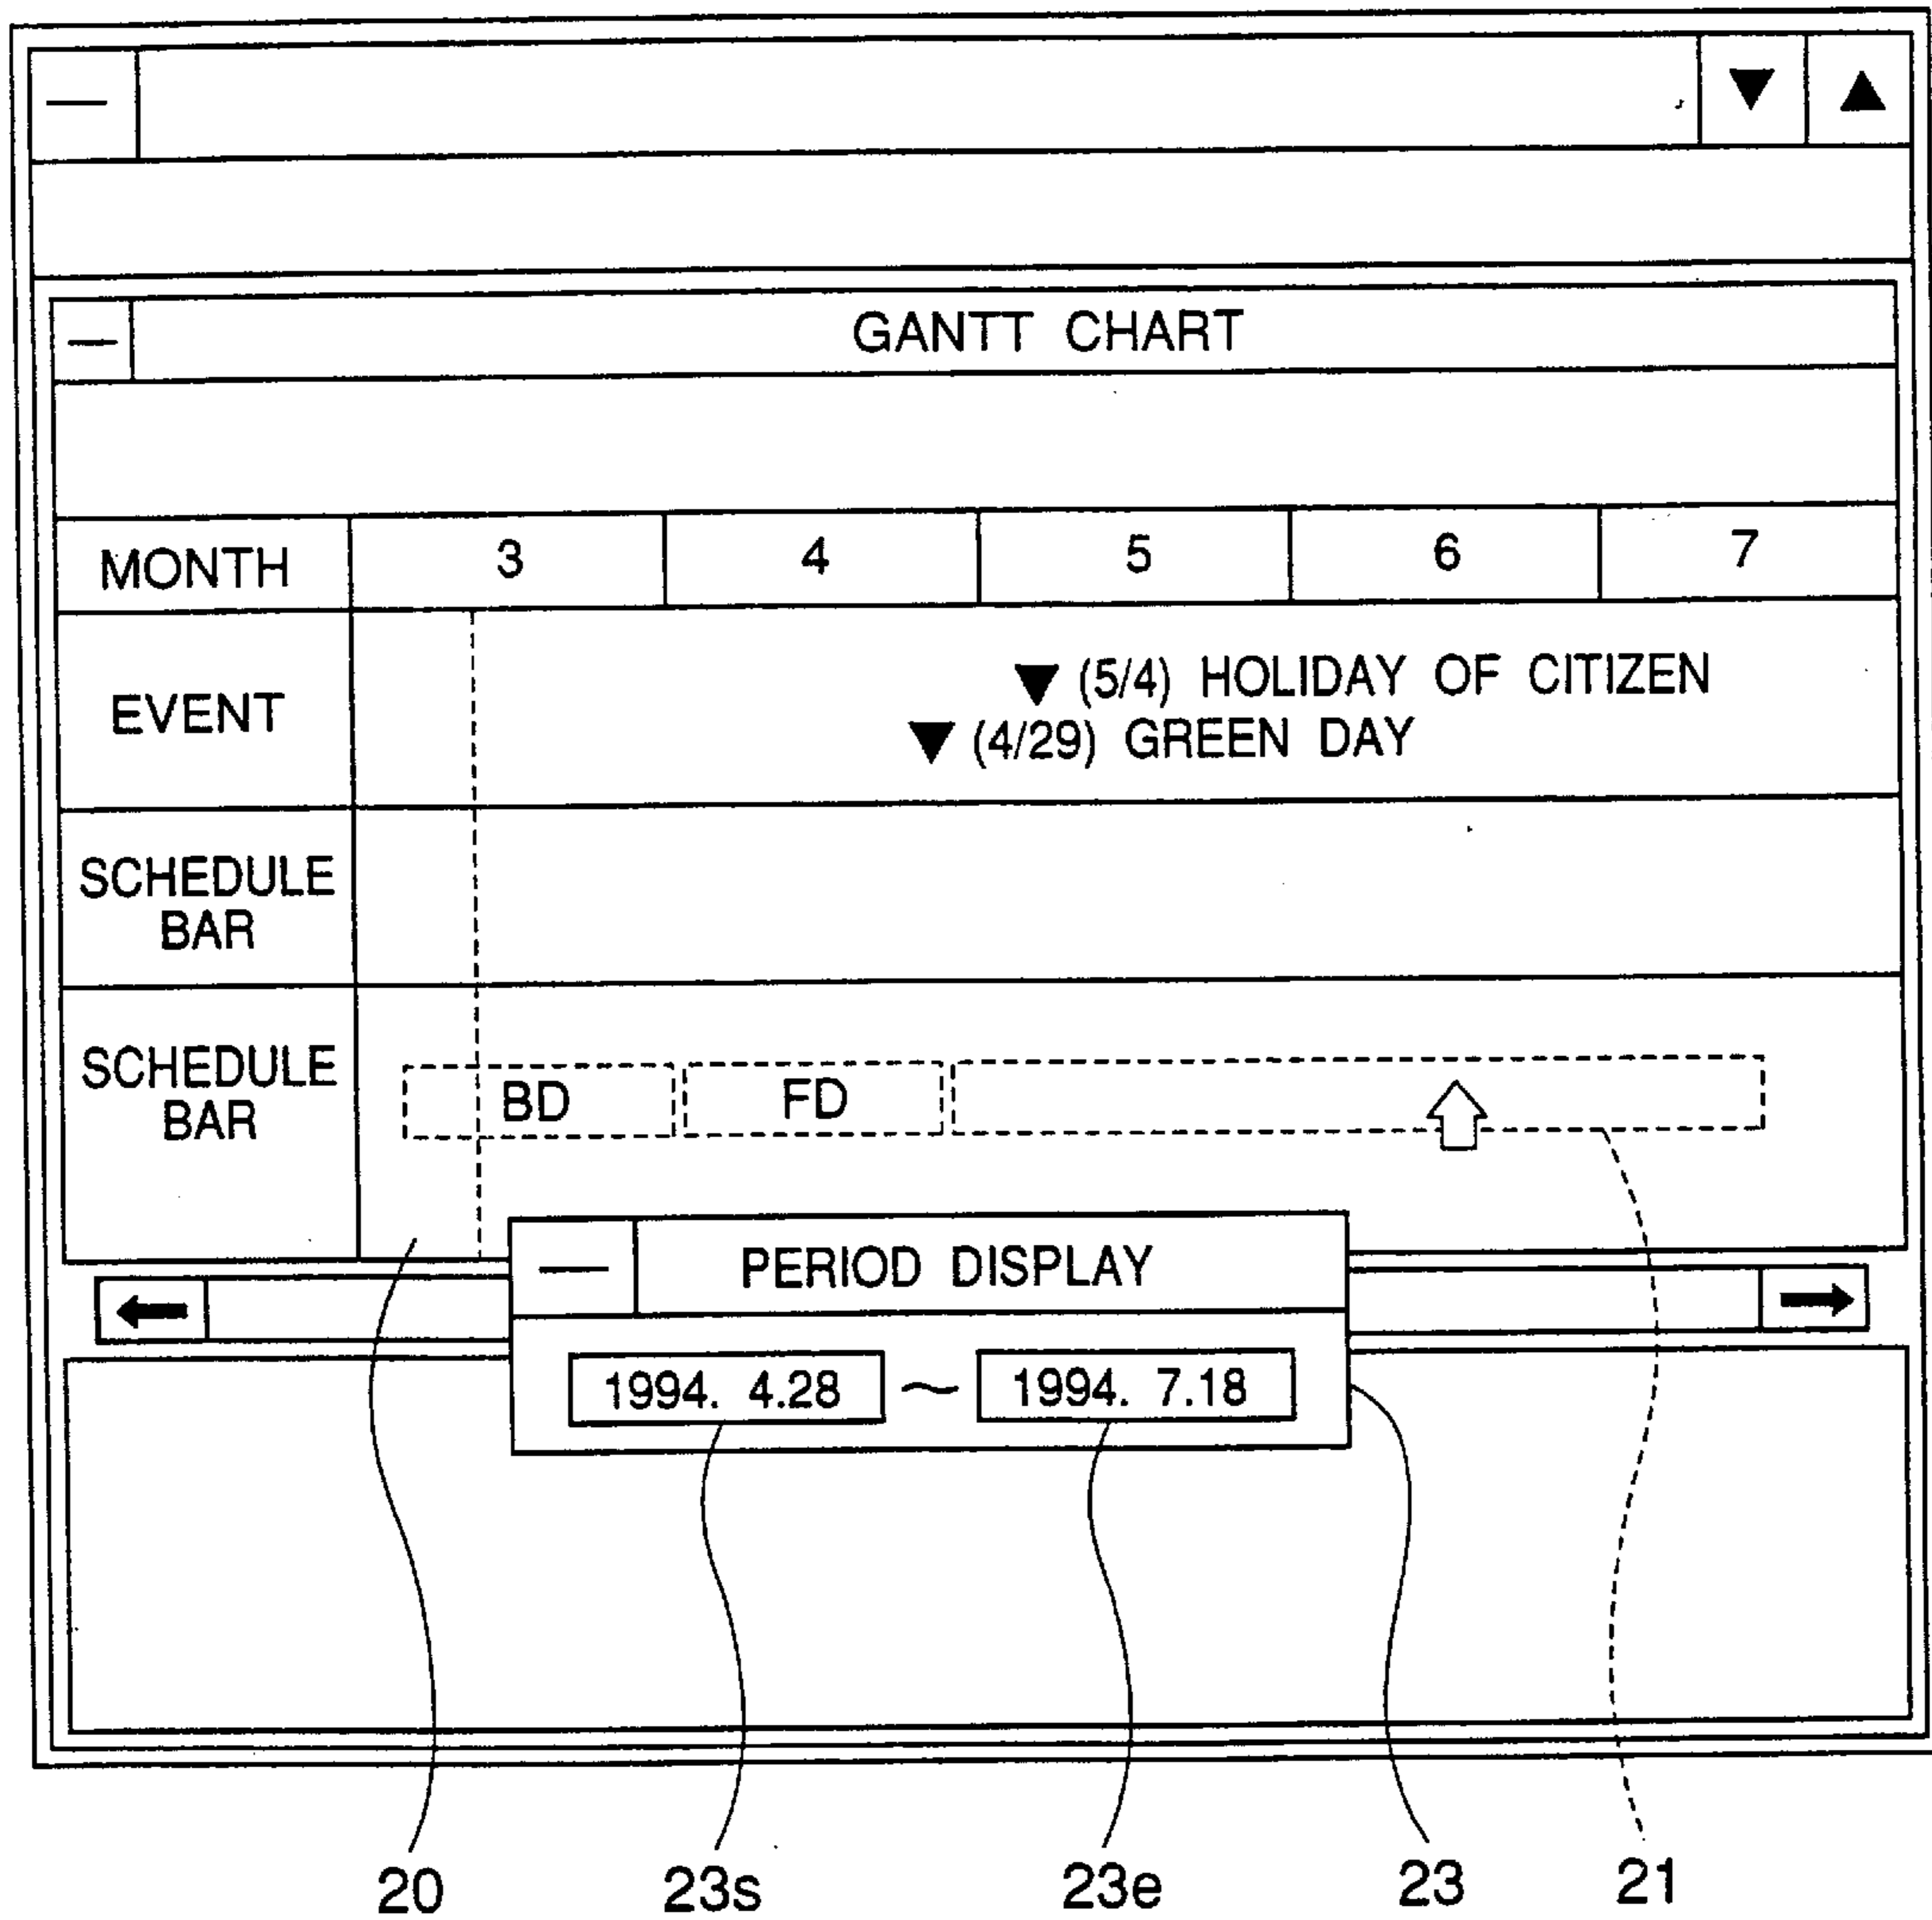 GANTT CHART
MONTH 3 4 5 6 7
EVENT
▼ (5/4) HOLIDAY OF CITIZEN
▼ (4/29) GREEN DAY
SCHEDULE
BAR
SCHEDULE
BAR
BD FD
PERIOD DISPLAY
1994. 4.28 ~ 1994. 7.18
20 23s 23e 23 21